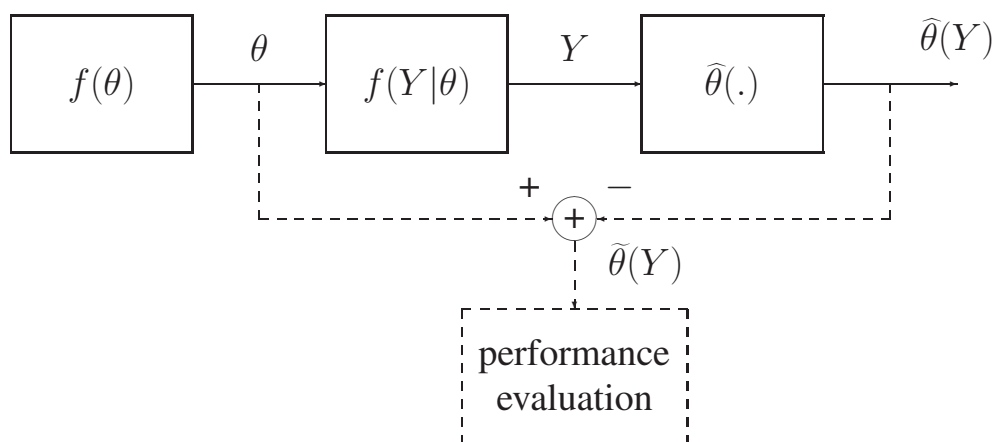 θ Y θ̂(Y)
f(θ) f(Y|θ) θ̂(.)
+ −
+
θ̃(Y)
performance
evaluation